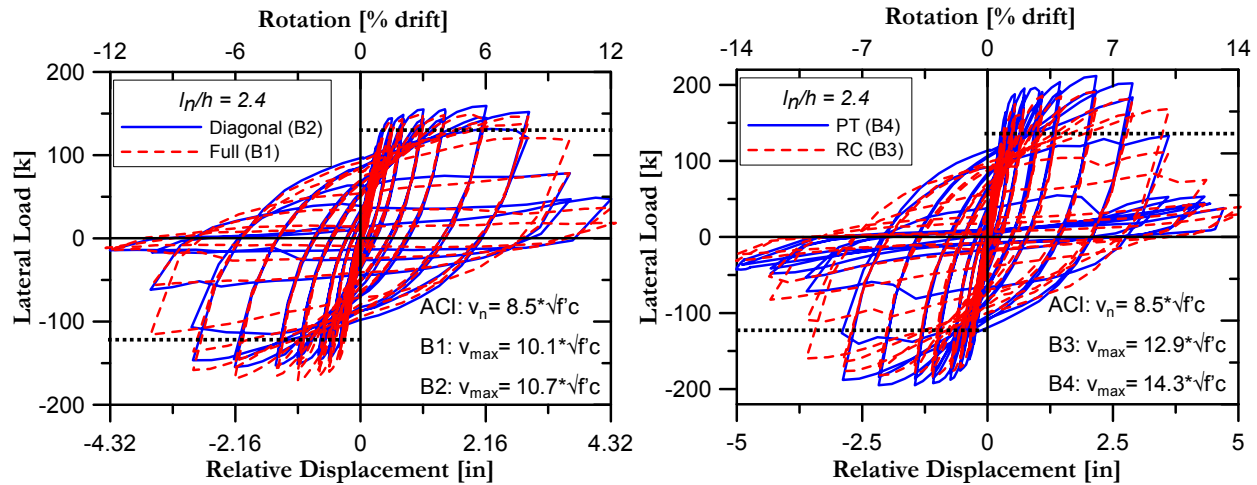 Rotation [% drift]
-12 -6 0 6 12
200
100
0
-100
-200
Lateral Load [k]
ln/h = 2.4
Diagonal (B2)
Full (B1)
ACI: vn = 8.5*√f'c
B1: vmax= 10.1*√f'c
B2: vmax= 10.7*√f'c
-4.32 -2.16 0 2.16 4.32
Relative Displacement [in]
Rotation [% drift]
-14 -7 0 7 14
200
100
0
-100
-200
Lateral Load [k]
ln/h = 2.4
PT (B4)
RC (B3)
ACI: vn = 8.5*√f'c
B3: vmax= 12.9*√f'c
B4: vmax= 14.3*√f'c
-5 -2.5 0 2.5 5
Relative Displacement [in]